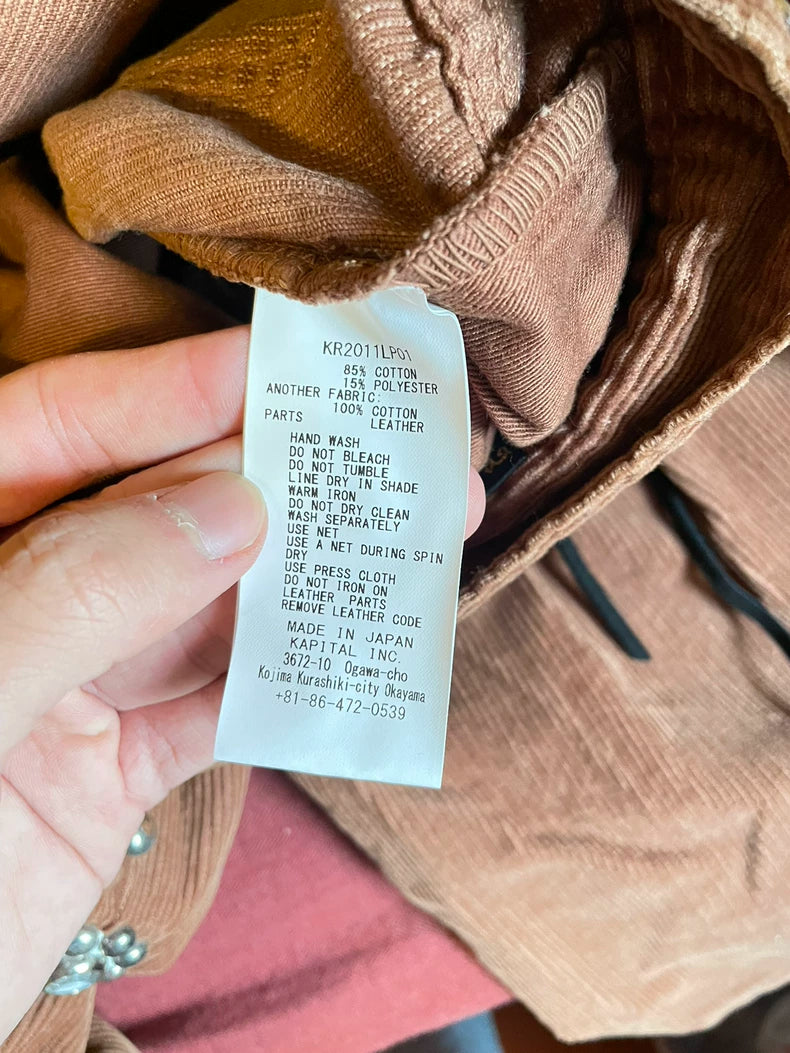 KR2011LP01
85% COTTON
15% POLYESTER
ANOTHER FABRIC:
100% COTTON
PARTS LEATHER
HAND WASH
DO NOT BLEACH
DO NOT TUMBLE
LINE DRY IN SHADE
WARM IRON
DO NOT DRY CLEAN
WASH SEPARATELY
USE NET
USE A NET DURING SPIN
DRY
USE PRESS CLOTH
DO NOT IRON ON
LEATHER PARTS
REMOVE LEATHER CODE
MADE IN JAPAN
KAPITAL INC.
3672-10 Ogawa-cho
Kojima Kurashiki-city Okayama
+81-86-472-0539